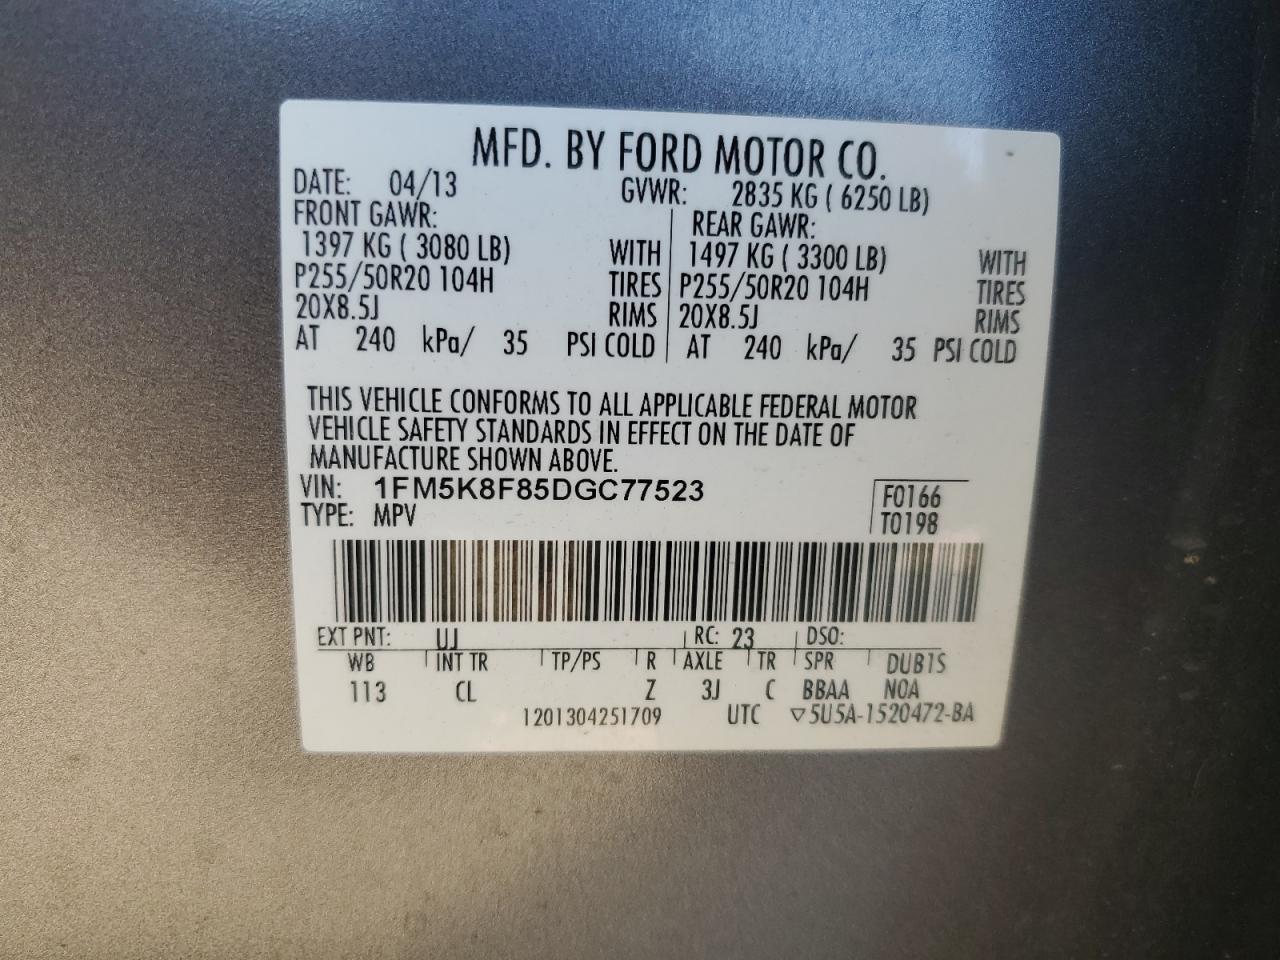 MFD. BY FORD MOTOR CO.
DATE: 04/13 GVWR: 2835 KG ( 6250 LB)
FRONT GAWR: REAR GAWR:
1397 KG ( 3080 LB) WITH 1497 KG ( 3300 LB) WITH
P255/50R20 104H TIRES P255/50R20 104H TIRES
20X8.5J RIMS 20X8.5J RIMS
AT 240 kPa/ 35 PSI COLD AT 240 kPa/ 35 PSI COLD
THIS VEHICLE CONFORMS TO ALL APPLICABLE FEDERAL MOTOR
VEHICLE SAFETY STANDARDS IN EFFECT ON THE DATE OF
MANUFACTURE SHOWN ABOVE.
VIN: 1FM5K8F85DGC77523 F0166
TYPE: MPV T0198
EXT PNT: UJ RC: 23 DSO:
WB INT TR TP/PS R AXLE TR SPR DUBTS
113 CL Z 3J C BBAA NOA
1201304251709 UTC ▽5U5A-1520472-BA